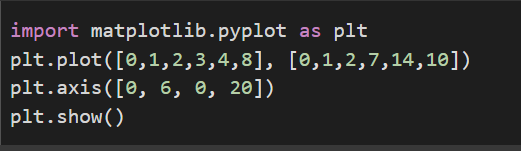 import matplotlib.pyplot as plt
plt.plot([0,1,2,3,4,8], [0,1,2,7,14,10])
plt.axis([0, 6, 0, 20])
plt.show()